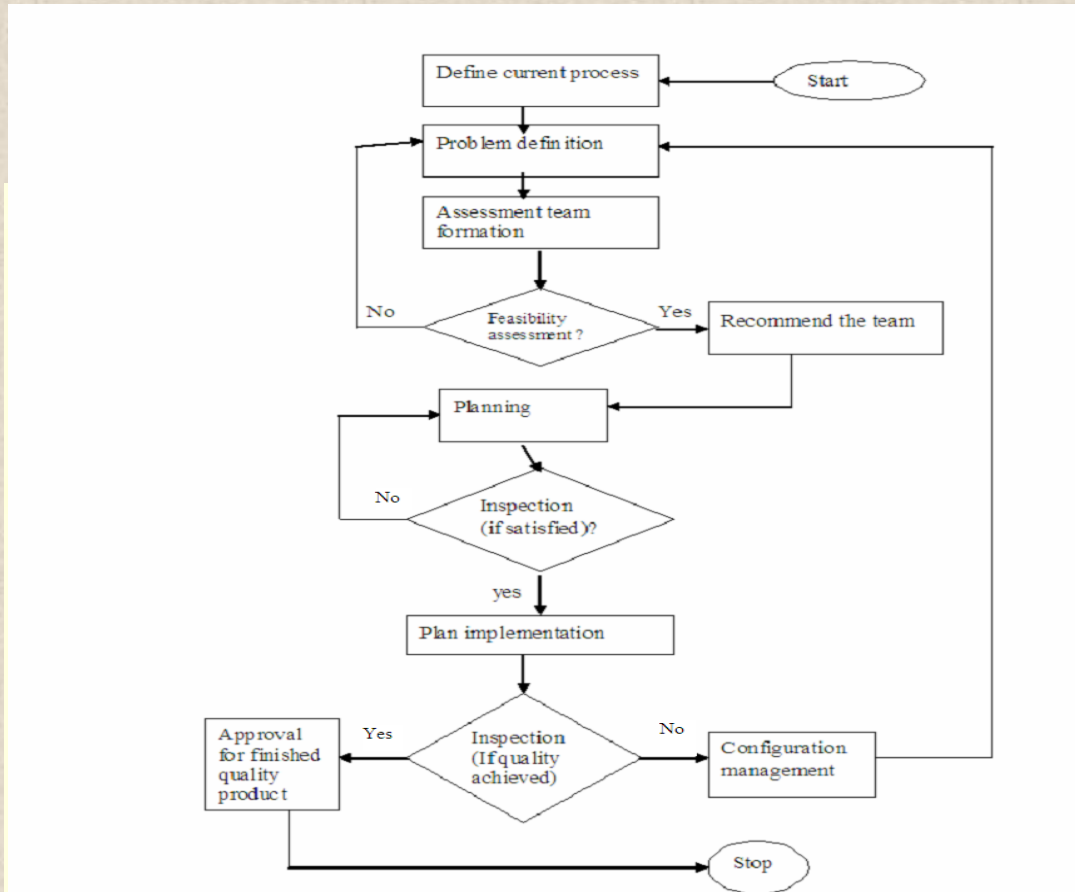 Define current process
Start
Problem definition
Assessment team
formation
No
Feasibility
assessment?
Yes
Recommend the team
Planning
No
Inspection
(if satisfied)?
yes
Plan implementation
Approval
for finished
quality
product
Yes
Inspection
(If quality
achieved)
No
Configuration
management
Stop